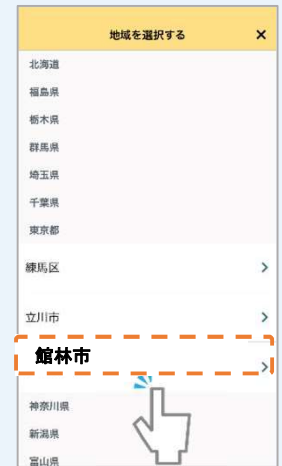 地域を選択する ×
北海道
福島県
栃木県
群馬県
埼玉県
千葉県
東京都
練馬区
立川市
館林市
神奈川県
新潟県
富山県